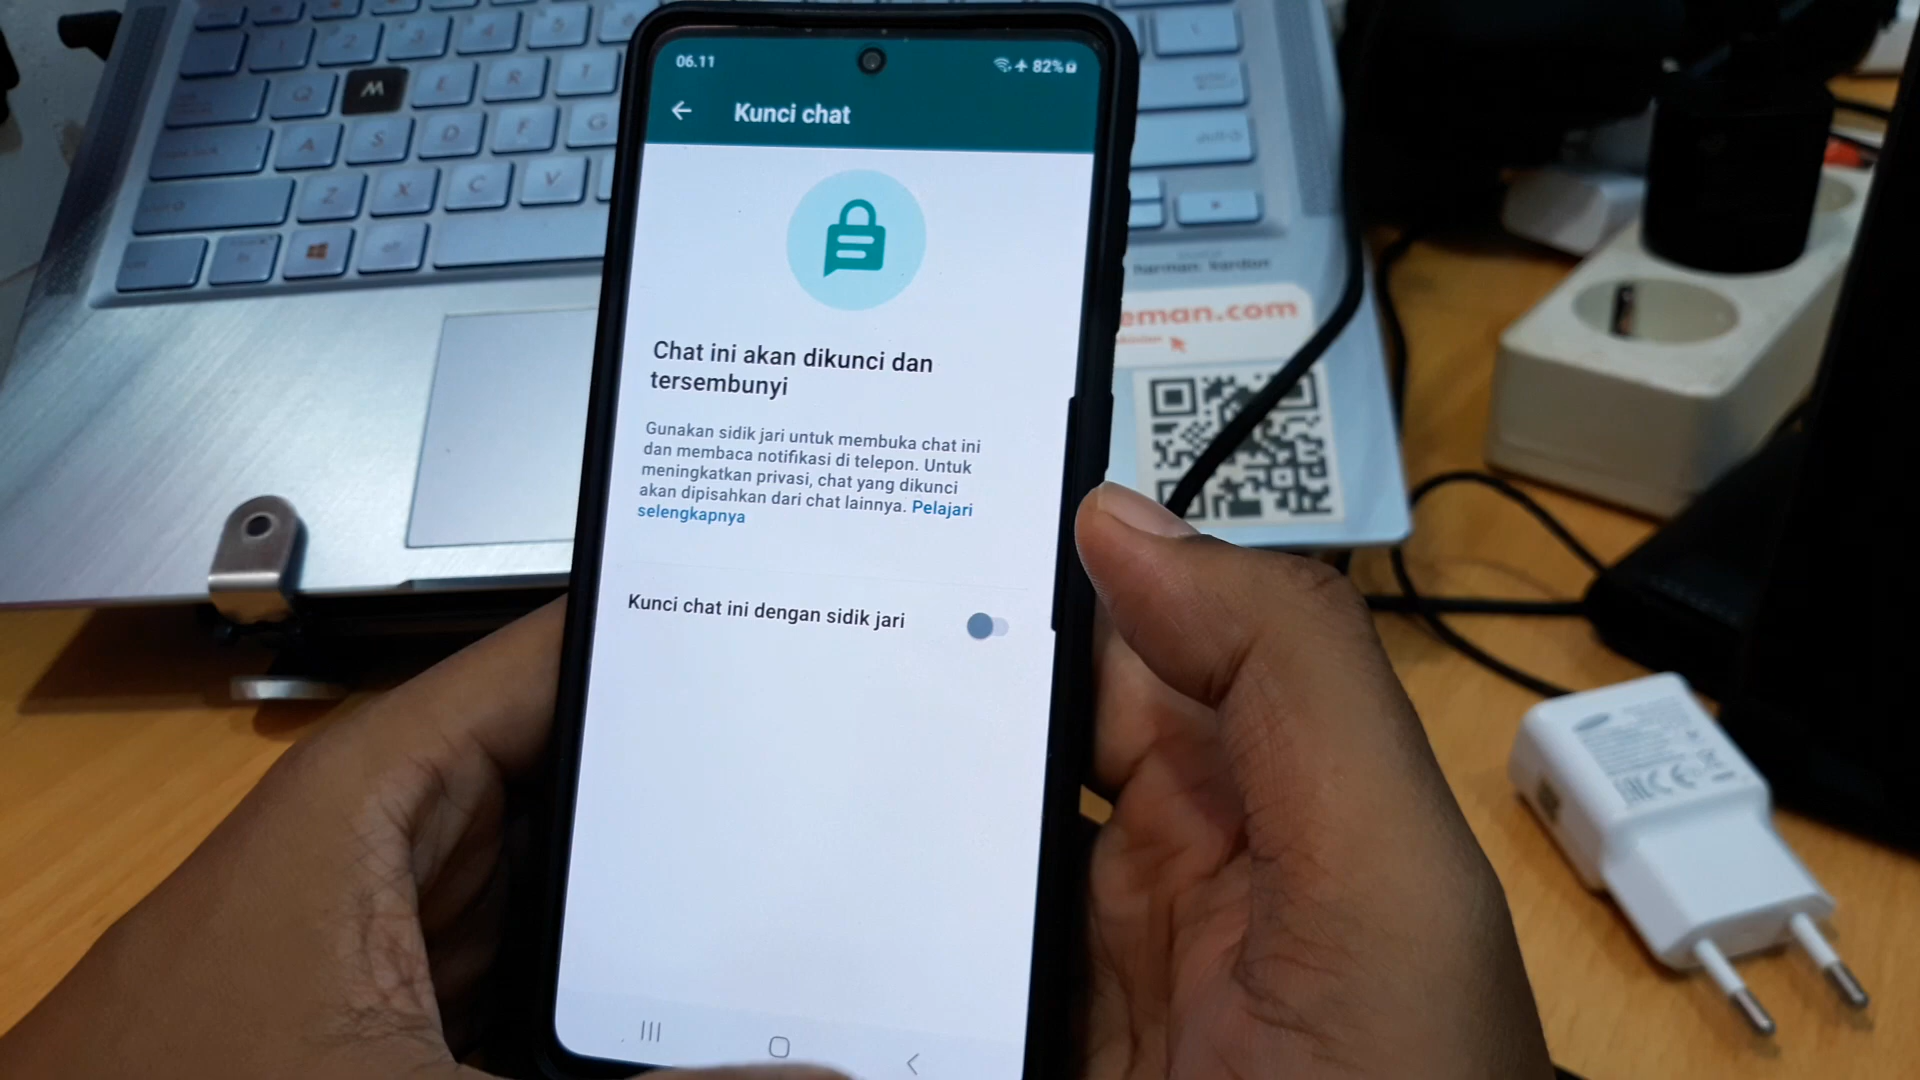 06.11
82%
Kunci chat
Chat ini akan dikunci dan
tersembunyi
Gunakan sidik jari untuk membuka chat ini
dan membaca notifikasi di telepon. Untuk
meningkatkan privasi, chat yang dikunci
akan dipisahkan dari chat lainnya. Pelajari
selengkapnya
Kunci chat ini dengan sidik jari
M
E
R
T
Q
A
S
D
F
G
Z
X
C
V
harman/kardon
eman.com